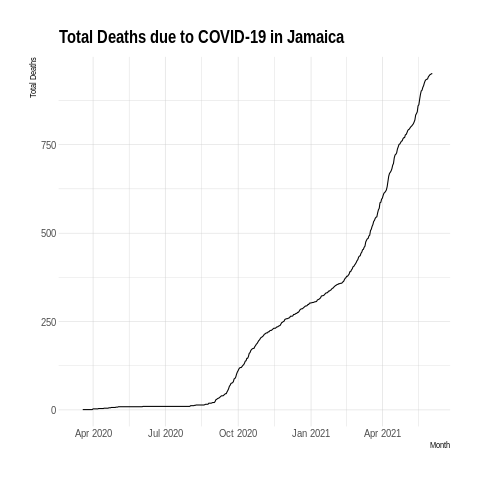 Total Deaths due to COVID-19 in Jamaica
Total Deaths
750
500
250
0
Apr 2020 Jul 2020 Oct 2020 Jan 2021 Apr 2021
Month